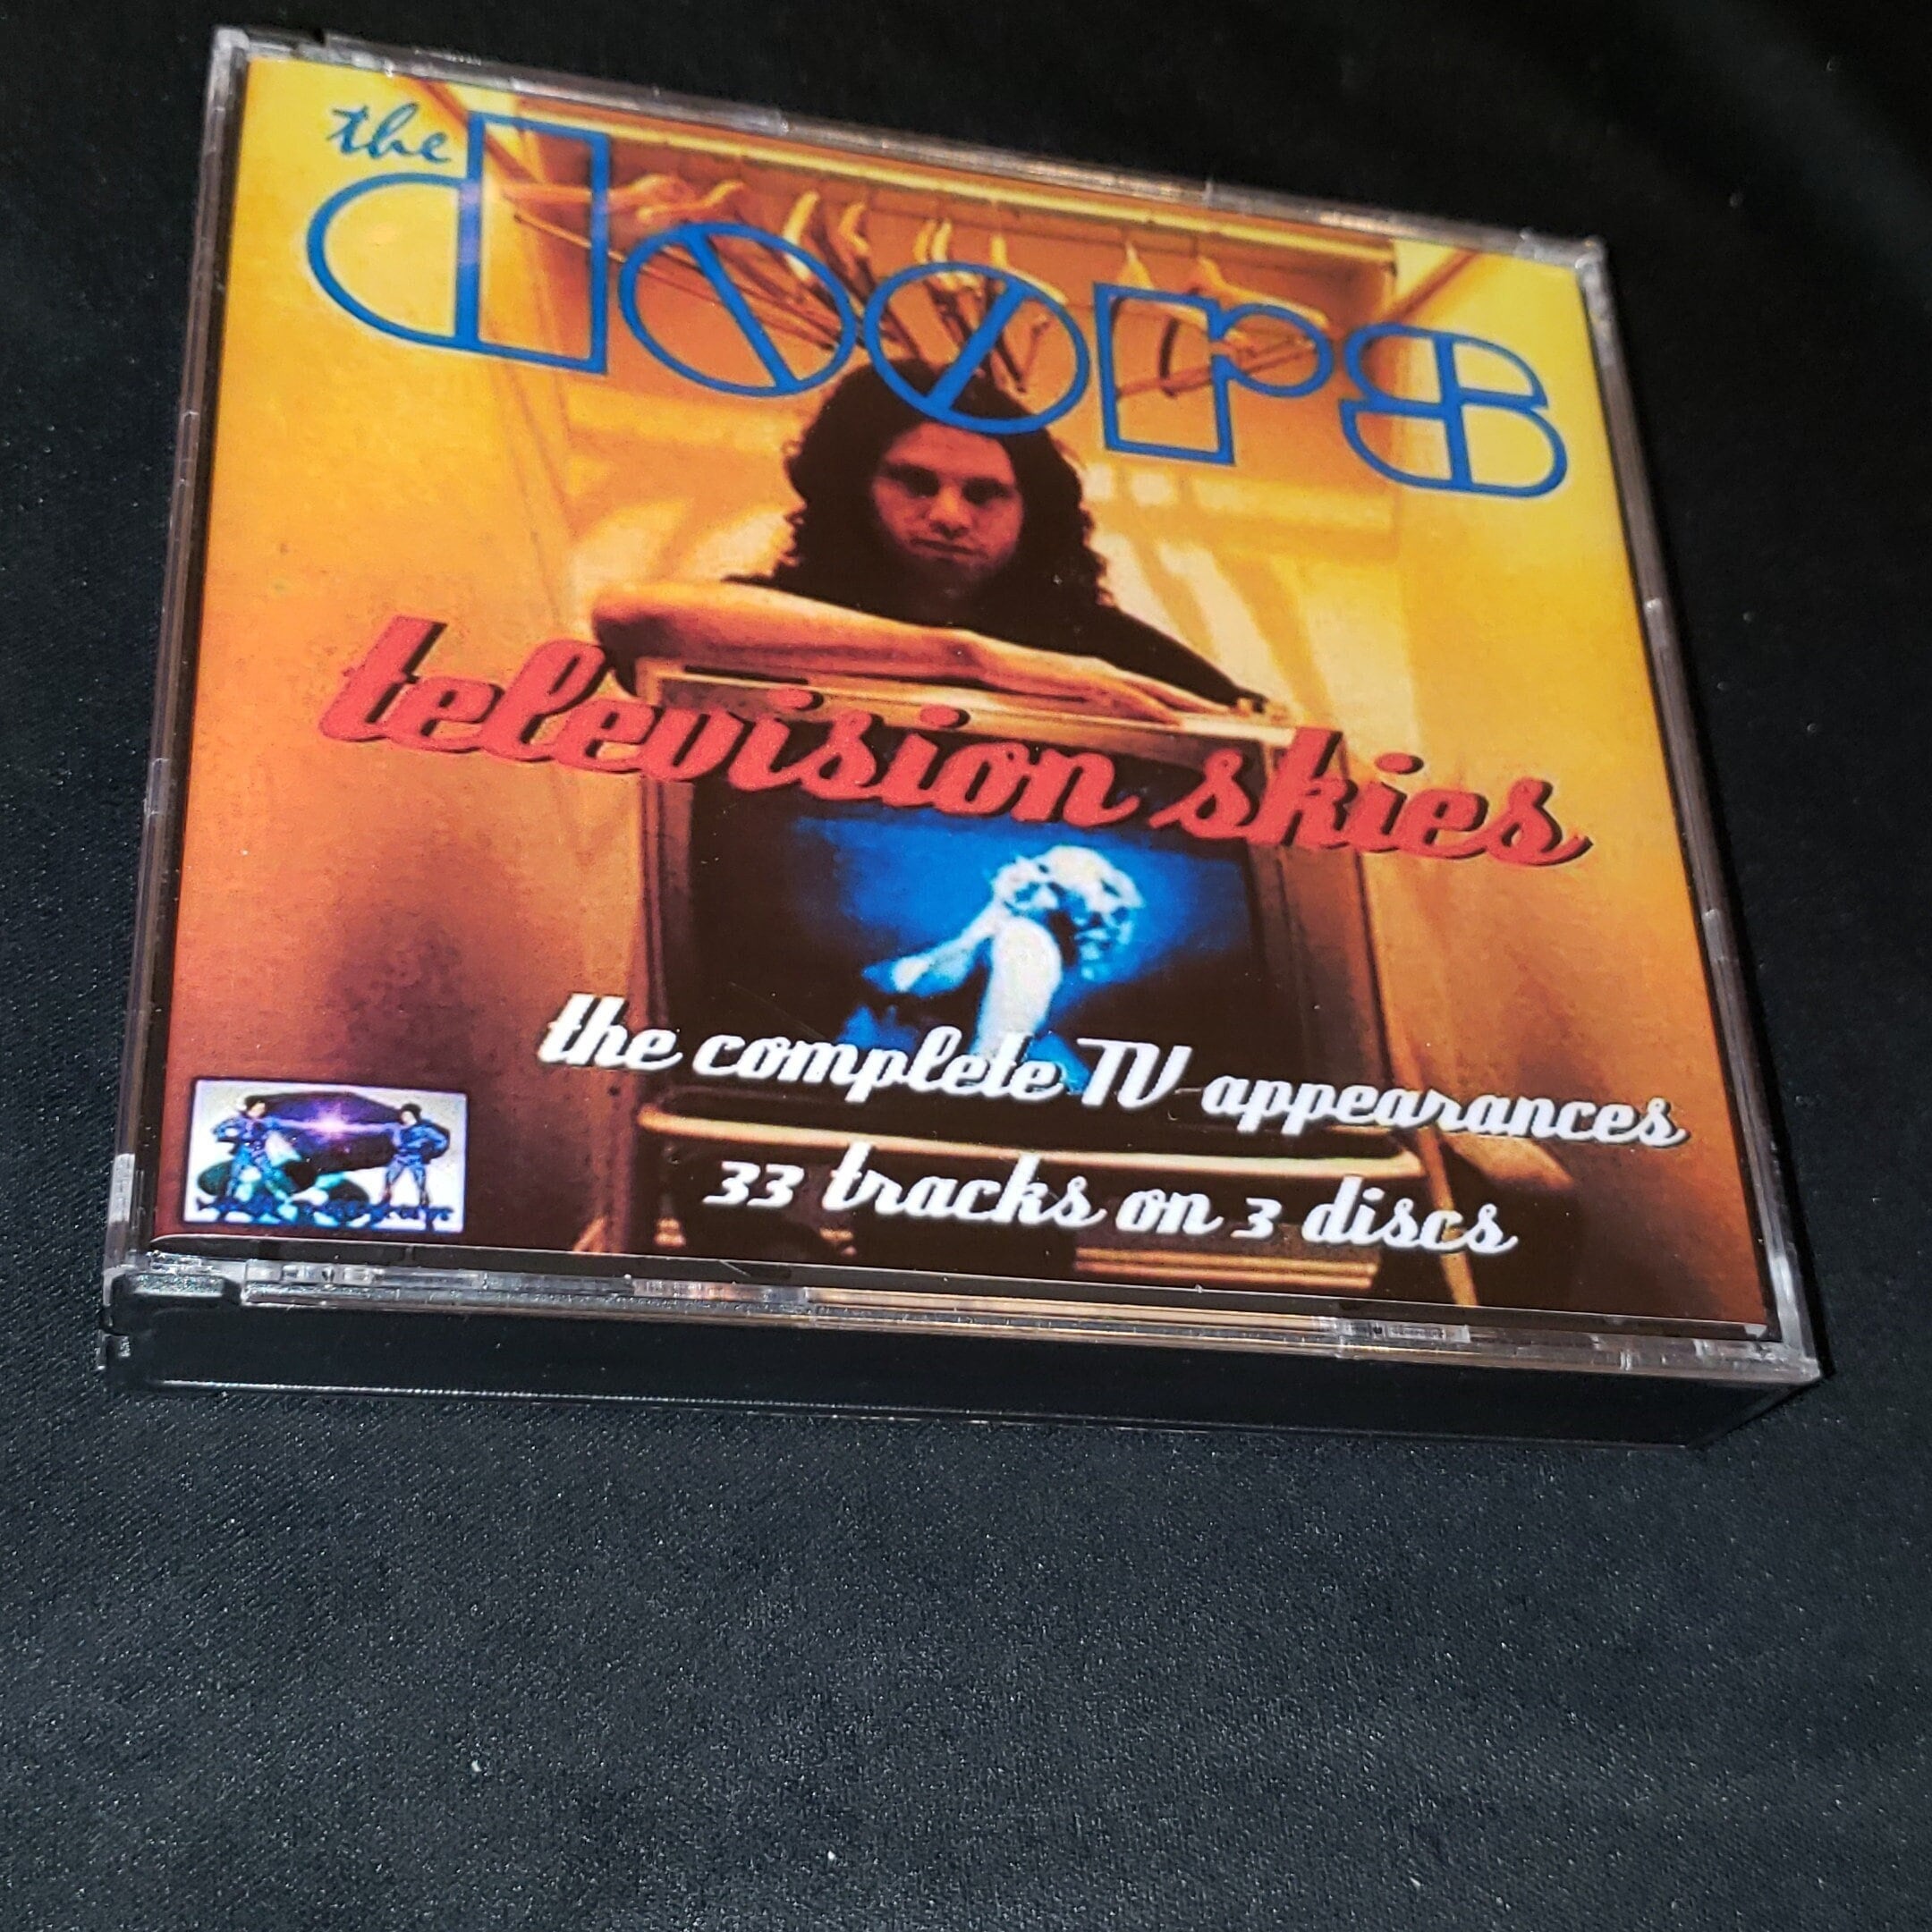 the
doors
television skies
the complete TV appearances
33 tracks on 3 discs